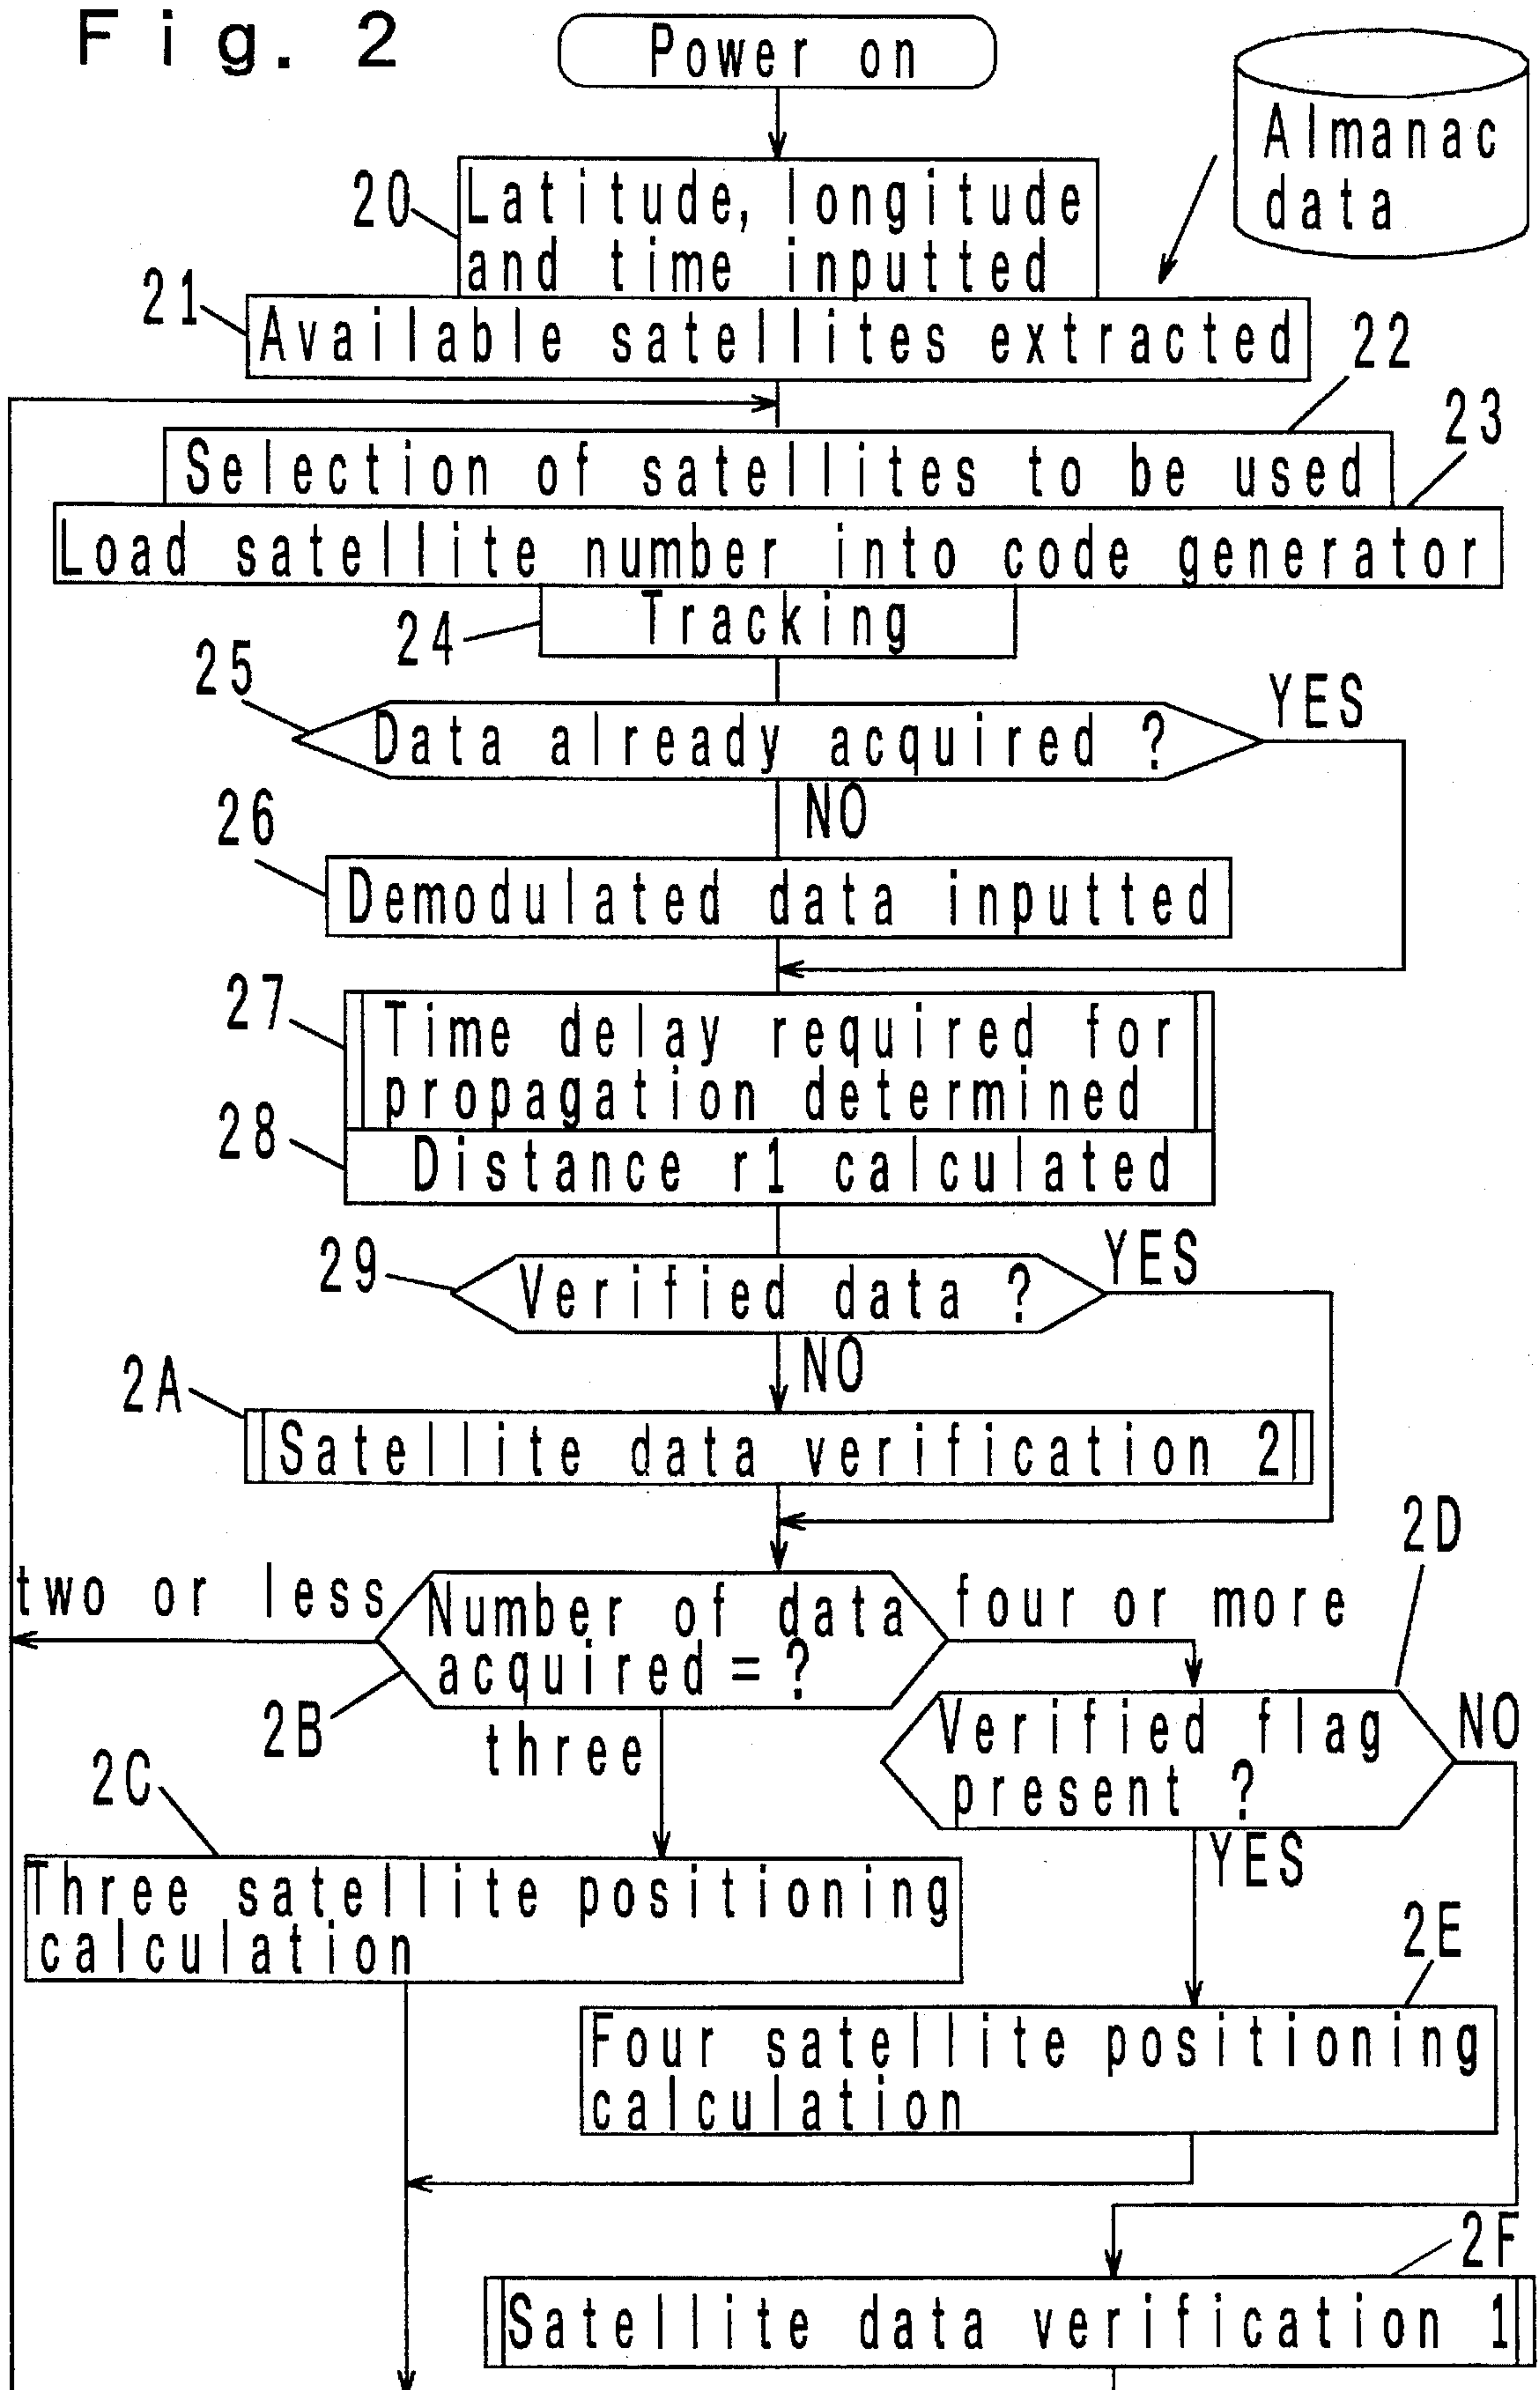 Fig. 2
Power on
Almanac
data
20
Latitude, longitude
and time inputted
21
Available satellites extracted
22
Selection of satellites to be used
23
Load satellite number into code generator
24
Tracking
25
Data already acquired ?
YES
NO
26
Demodulated data inputted
27
Time delay required for
propagation determined
28
Distance r1 calculated
29
Verified data ?
YES
NO
2A
Satellite data verification 2
two or less
Number of data
acquired = ?
four or more
2D
2B
three
Verified flag
present ?
NO
YES
2C
Three satellite positioning
calculation
2E
Four satellite positioning
calculation
2F
Satellite data verification 1